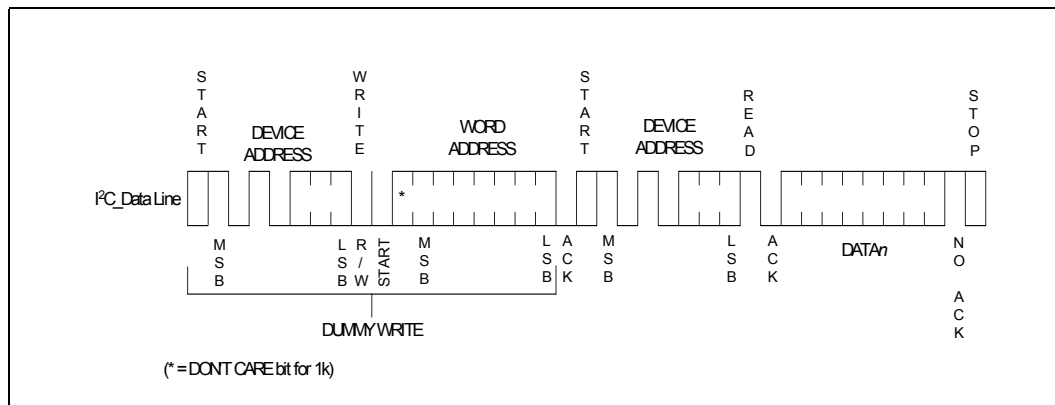 START
WRITE
START
READ
STOP
DEVICE
ADDRESS
WORD
ADDRESS
DEVICE
ADDRESS
I²C_Data Line
*
MSB
LSB
R/W
START
MSB
LSB
ACK
MSB
LSB
ACK
DATAn
NO ACK
DUMMY WRITE
(* = DON'T CARE bit for 1k)